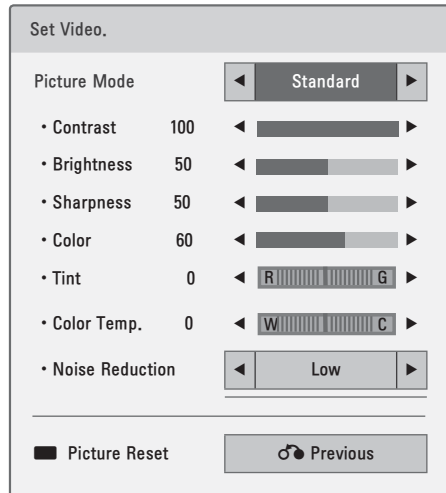 Set Video.
Picture Mode ◀ Standard ▶
• Contrast 100 ◀ ▶
• Brightness 50 ◀ ▶
• Sharpness 50 ◀ ▶
• Color 60 ◀ ▶
• Tint 0 ◀ R G ▶
• Color Temp. 0 ◀ W C ▶
• Noise Reduction ◀ Low ▶
Picture Reset Previous